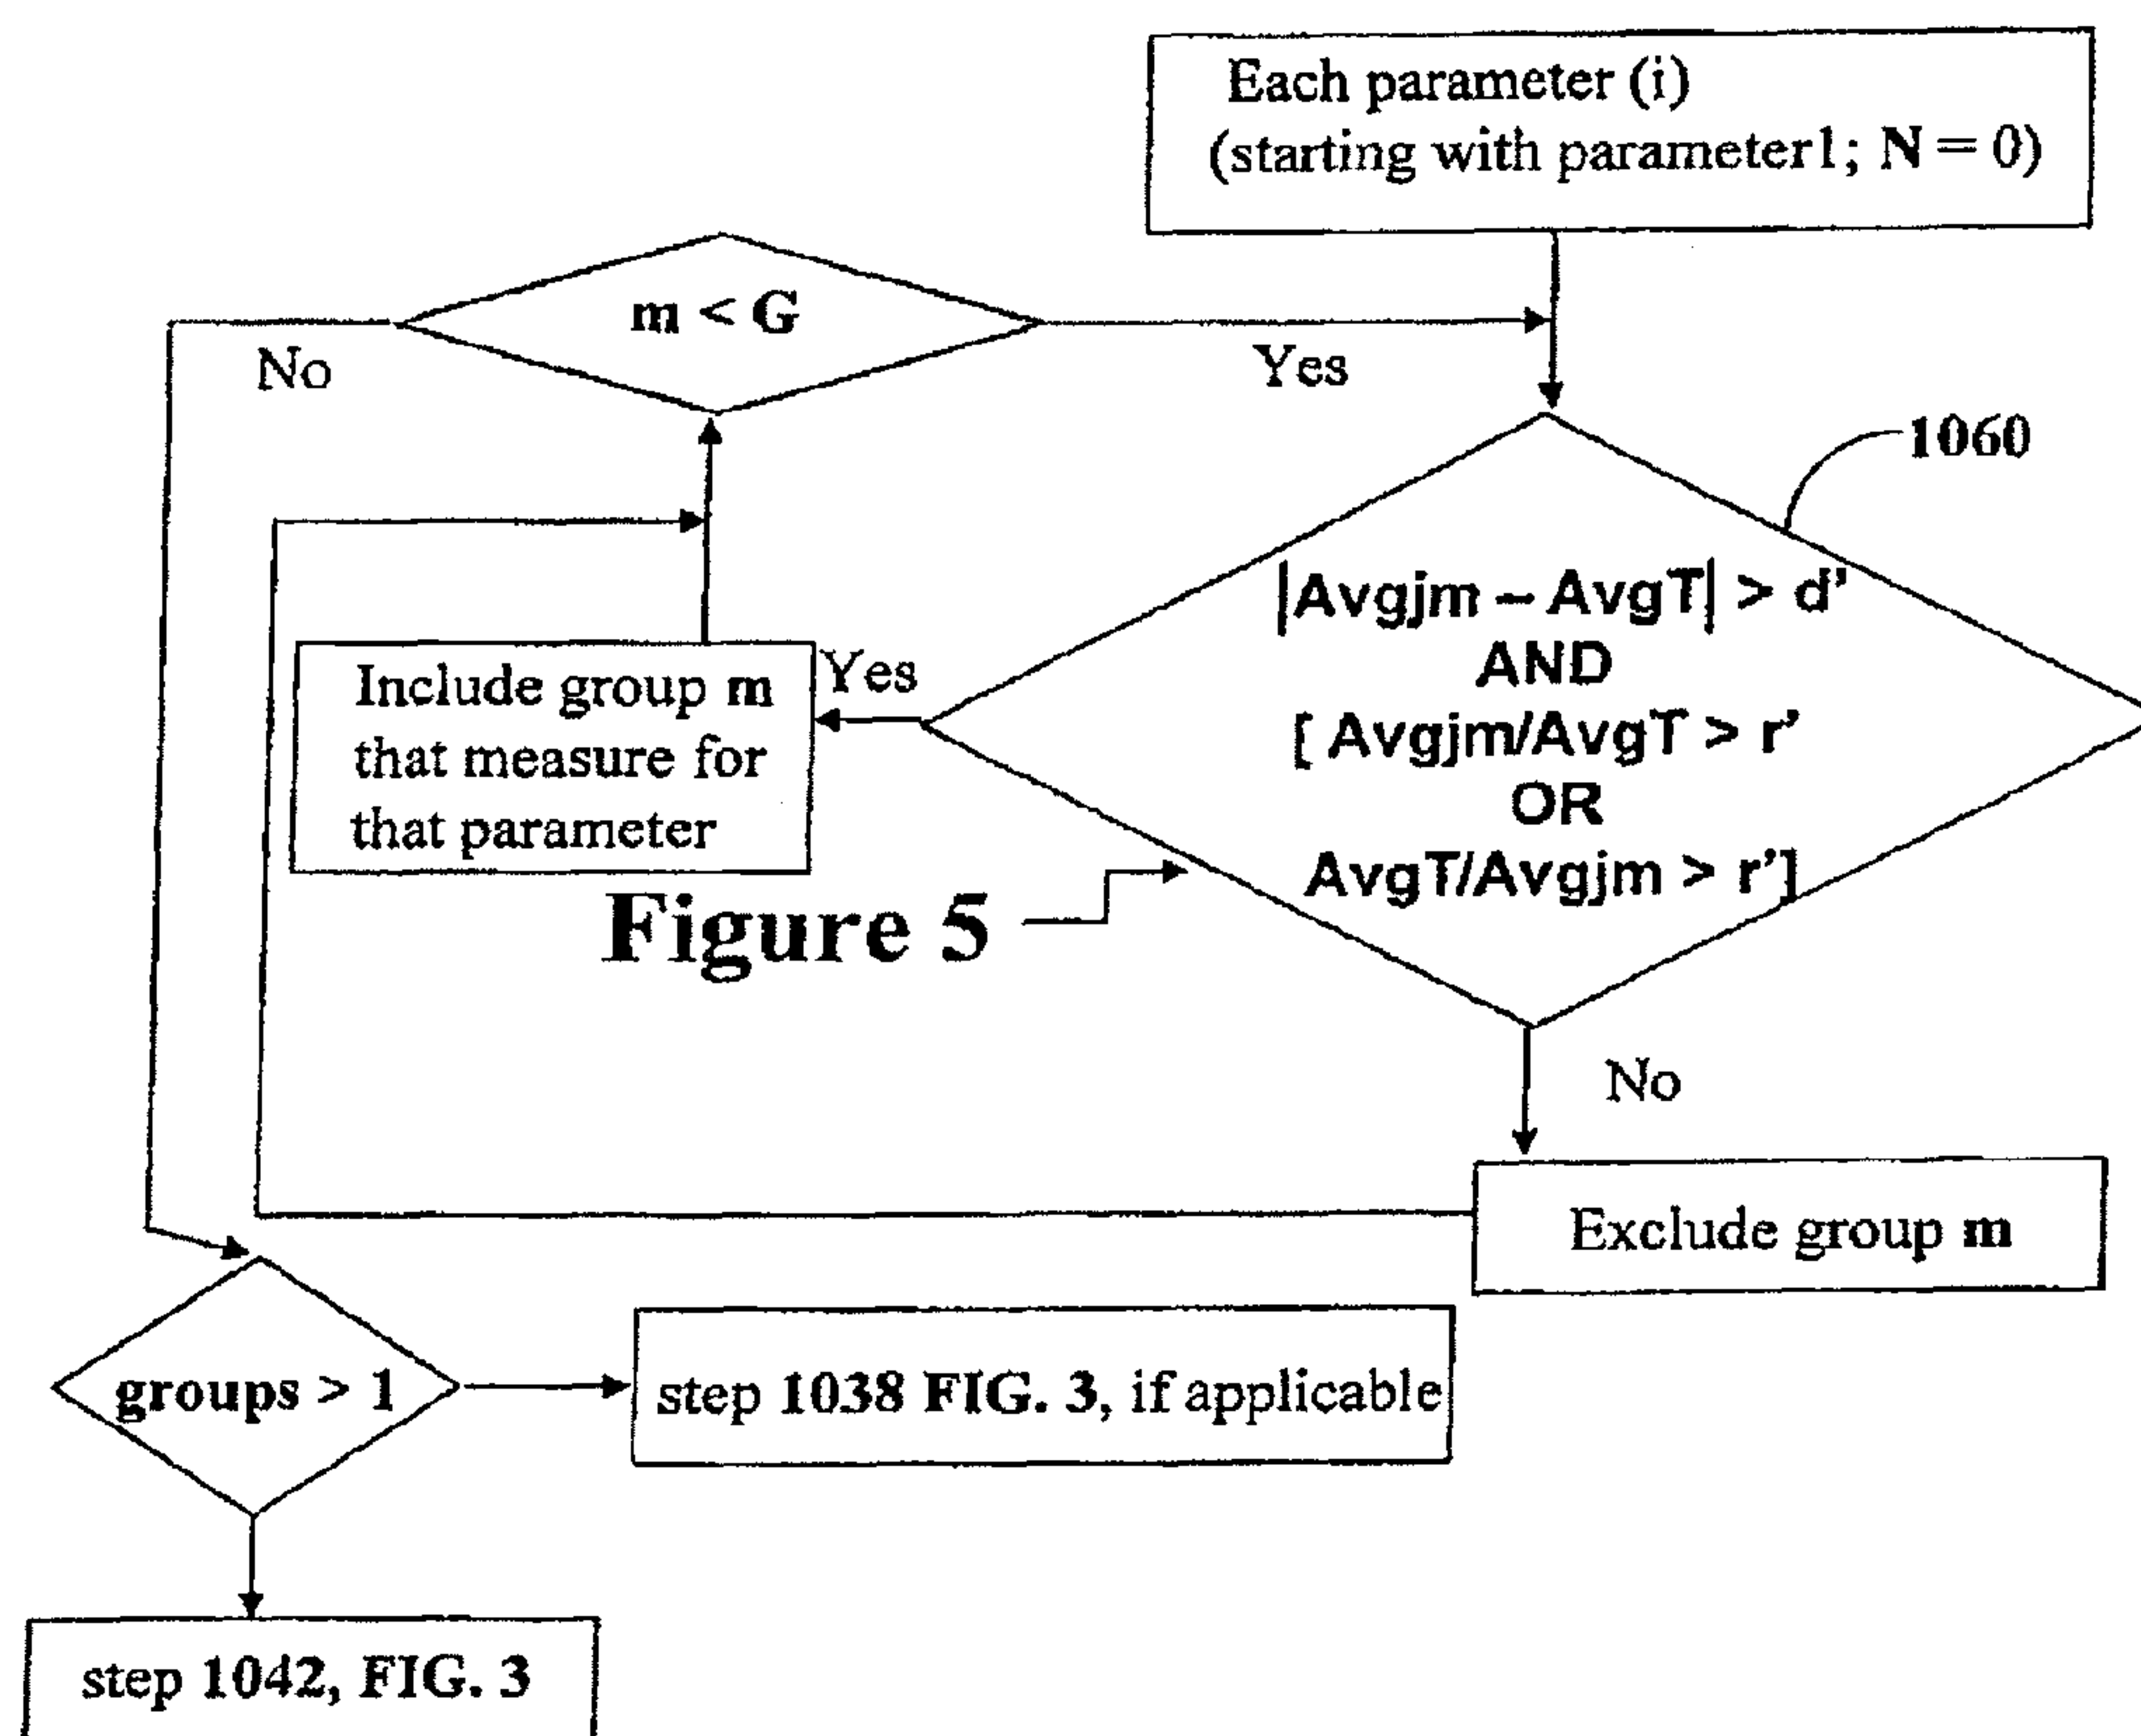 Each parameter (i)
(starting with parameter1; N = 0)
m < G
No
Yes
1060
|Avgjm – AvgT| > d’
AND
[ Avgjm/AvgT > r’
OR
AvgT/Avgjm > r’]
Yes
Include group m
that measure for
that parameter
Figure 5
No
Exclude group m
groups > 1
step 1038 FIG. 3, if applicable
step 1042, FIG. 3